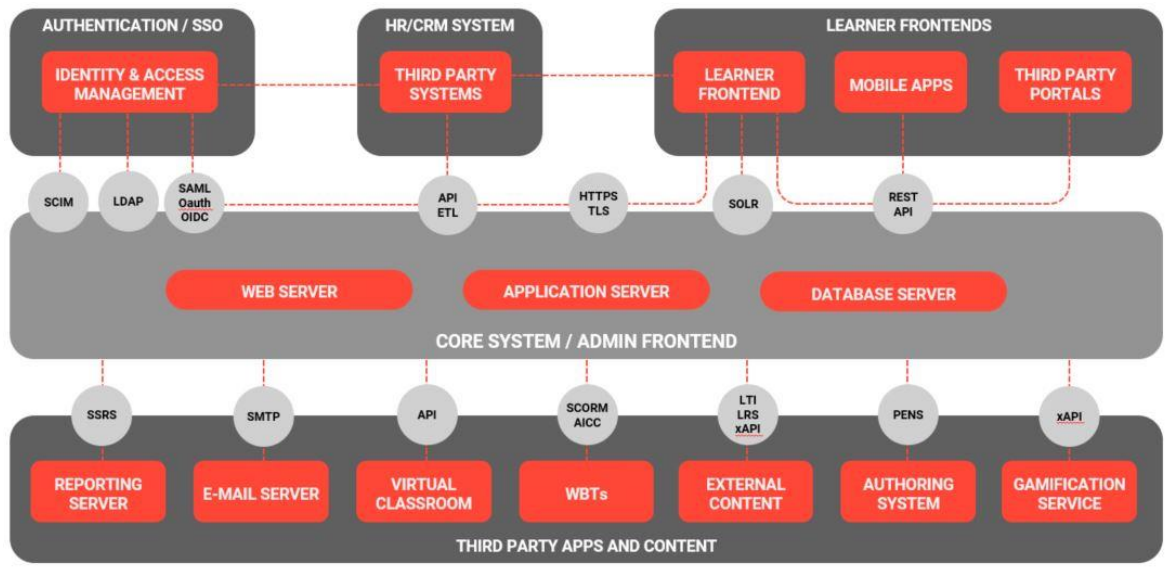 AUTHENTICATION / SSO
IDENTITY & ACCESS
MANAGEMENT
HR/CRM SYSTEM
THIRD PARTY
SYSTEMS
LEARNER FRONTENDS
LEARNER
FRONTEND
MOBILE APPS
THIRD PARTY
PORTALS
SCIM
LDAP
SAML
Oauth
OIDC
API
ETL
HTTPS
TLS
SOLR
REST
API
WEB SERVER
APPLICATION SERVER
DATABASE SERVER
CORE SYSTEM / ADMIN FRONTEND
SSRS
SMTP
API
SCORM
AICC
LTI
LRS
xAPI
PENS
xAPI
REPORTING
SERVER
E-MAIL SERVER
VIRTUAL
CLASSROOM
WBTs
EXTERNAL
CONTENT
AUTHORING
SYSTEM
GAMIFICATION
SERVICE
THIRD PARTY APPS AND CONTENT